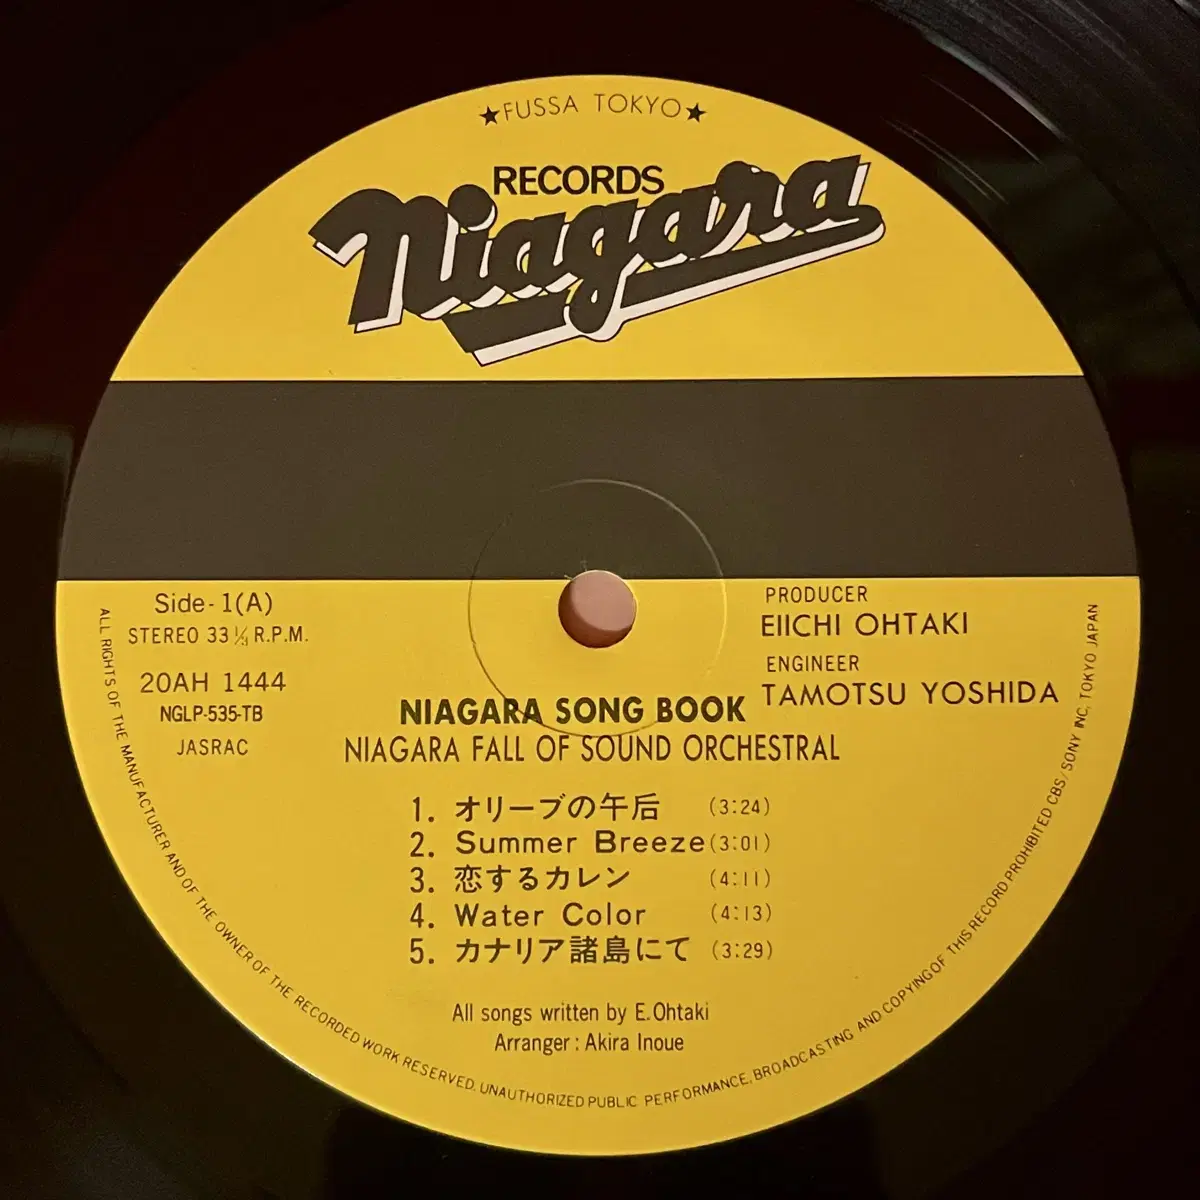 ★FUSSA TOKYO★
RECORDS
Niagara
Side-1(A)
STEREO 33 1/3 R.P.M.
20AH 1444
NGLP-535-TB
JASRAC
PRODUCER
EIICHI OHTAKI
ENGINEER
TAMOTSU YOSHIDA
NIAGARA SONG BOOK
NIAGARA FALL OF SOUND ORCHESTRAL
1. オリーブの午后 (3:24)
2. Summer Breeze (3:01)
3. 恋するカレン (4:11)
4. Water Color (4:13)
5. カナリア諸島にて (3:29)
All songs written by E.Ohtaki
Arranger : Akira Inoue
ALL RIGHTS OF THE MANUFACTURER AND OF THE OWNER OF THE RECORDED WORK RESERVED. UNAUTHORIZED PUBLIC PERFORMANCE, BROADCASTING AND COPYING OF THIS RECORD PROHIBITED CBS/SONY INC, TOKYO JAPAN